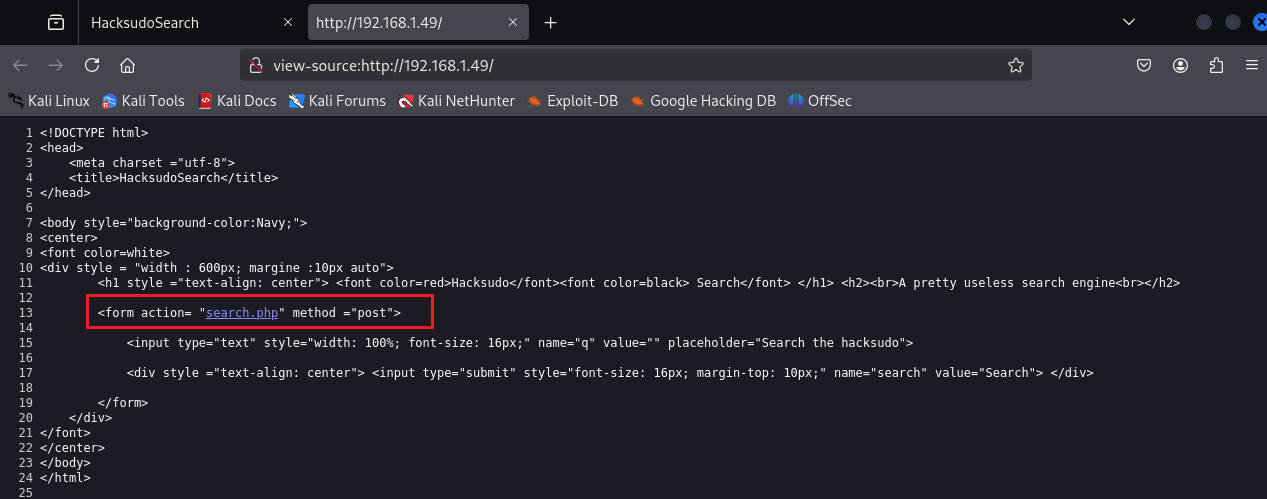 HacksudoSearch
http://192.168.1.49/
view-source:http://192.168.1.49/
Kali Linux Kali Tools Kali Docs Kali Forums Kali NetHunter Exploit-DB Google Hacking DB OffSec
1 <!DOCTYPE html>
2 <head>
3     <meta charset ="utf-8">
4     <title>HacksudoSearch</title>
5 </head>
6
7 <body style="background-color:Navy;">
8 <center>
9 <font color=white>
10 <div style = "width : 600px; margine :10px auto">
11         <h1 style ="text-align: center"> <font color=red>Hacksudo</font><font color=black> Search</font> </h1> <h2><br>A pretty useless search engine<br></h2>
12
13         <form action= "search.php" method ="post">
14
15             <input type="text" style="width: 100%; font-size: 16px;" name="q" value="" placeholder="Search the hacksudo">
16
17             <div style ="text-align: center"> <input type="submit" style="font-size: 16px; margin-top: 10px;" name="search" value="Search"> </div>
18
19         </form>
20     </div>
21 </font>
22 </center>
23 </body>
24 </html>
25